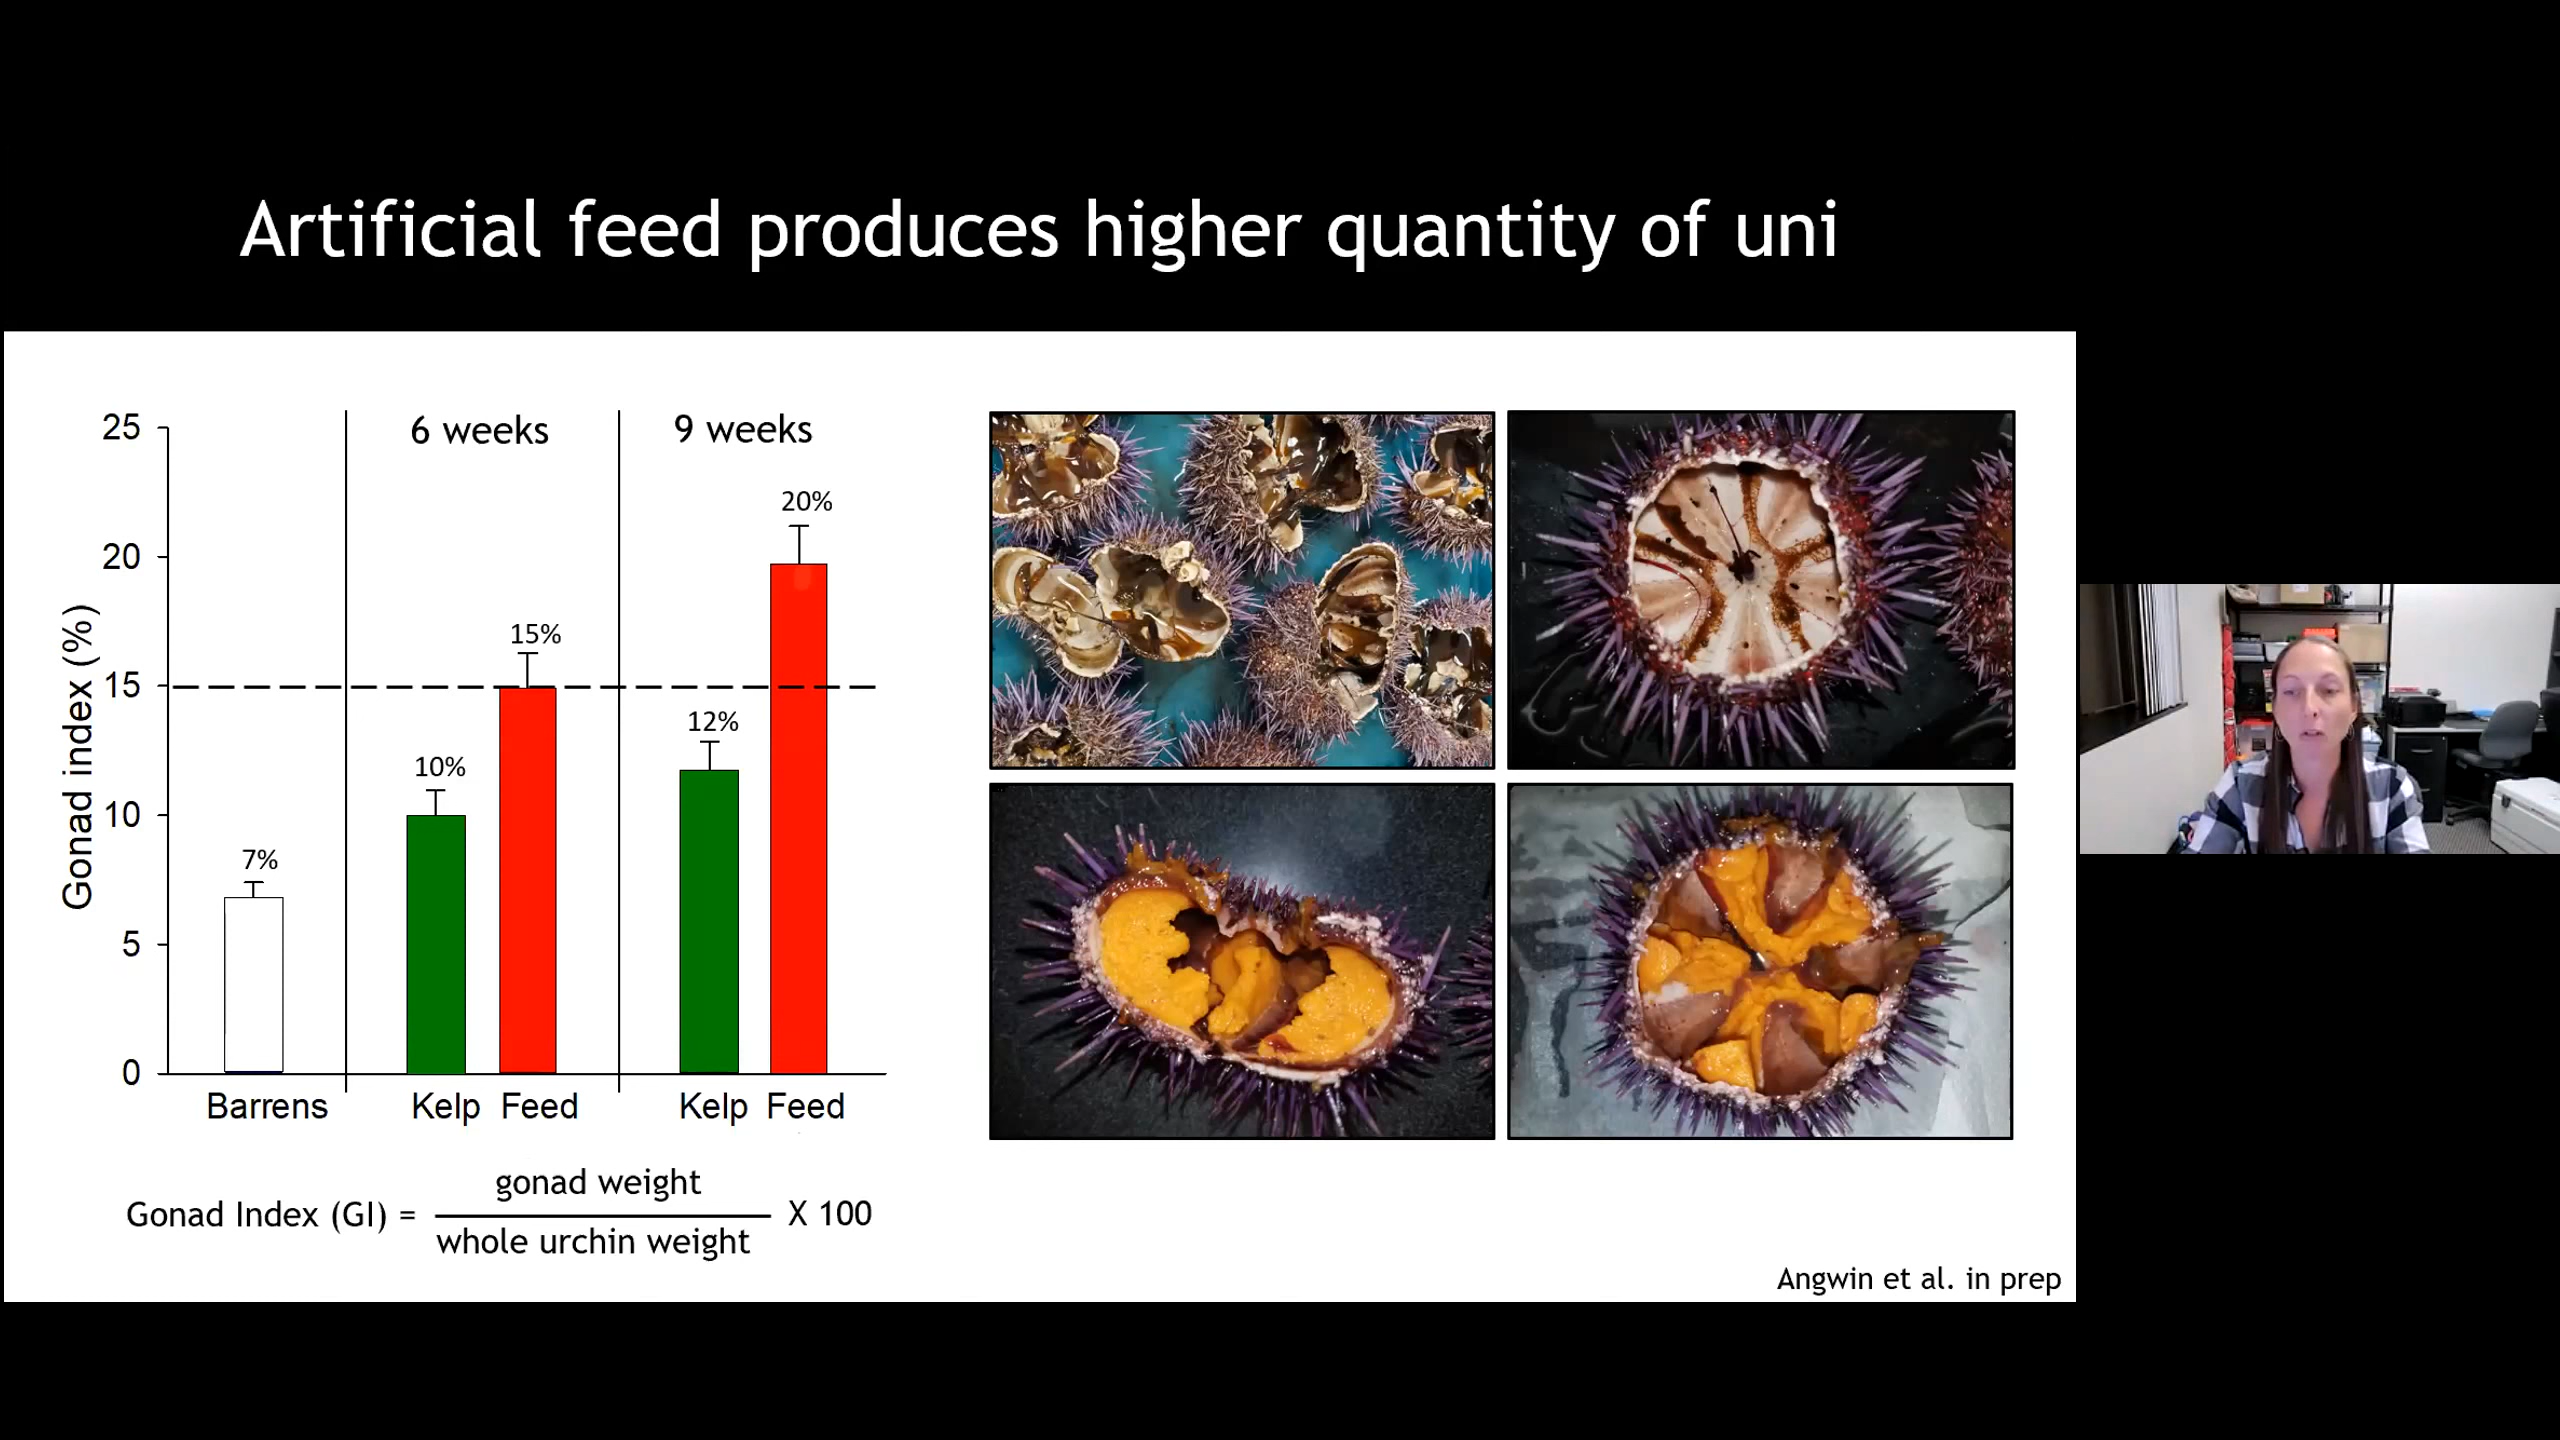 Artificial feed produces higher quantity of uni
Gonad index (%)
25
20
15
10
5
0
6 weeks
9 weeks
7%
10%
15%
12%
20%
Barrens
Kelp Feed
Kelp Feed
Gonad Index (GI) =
gonad weight
whole urchin weight
X 100
Angwin et al. in prep